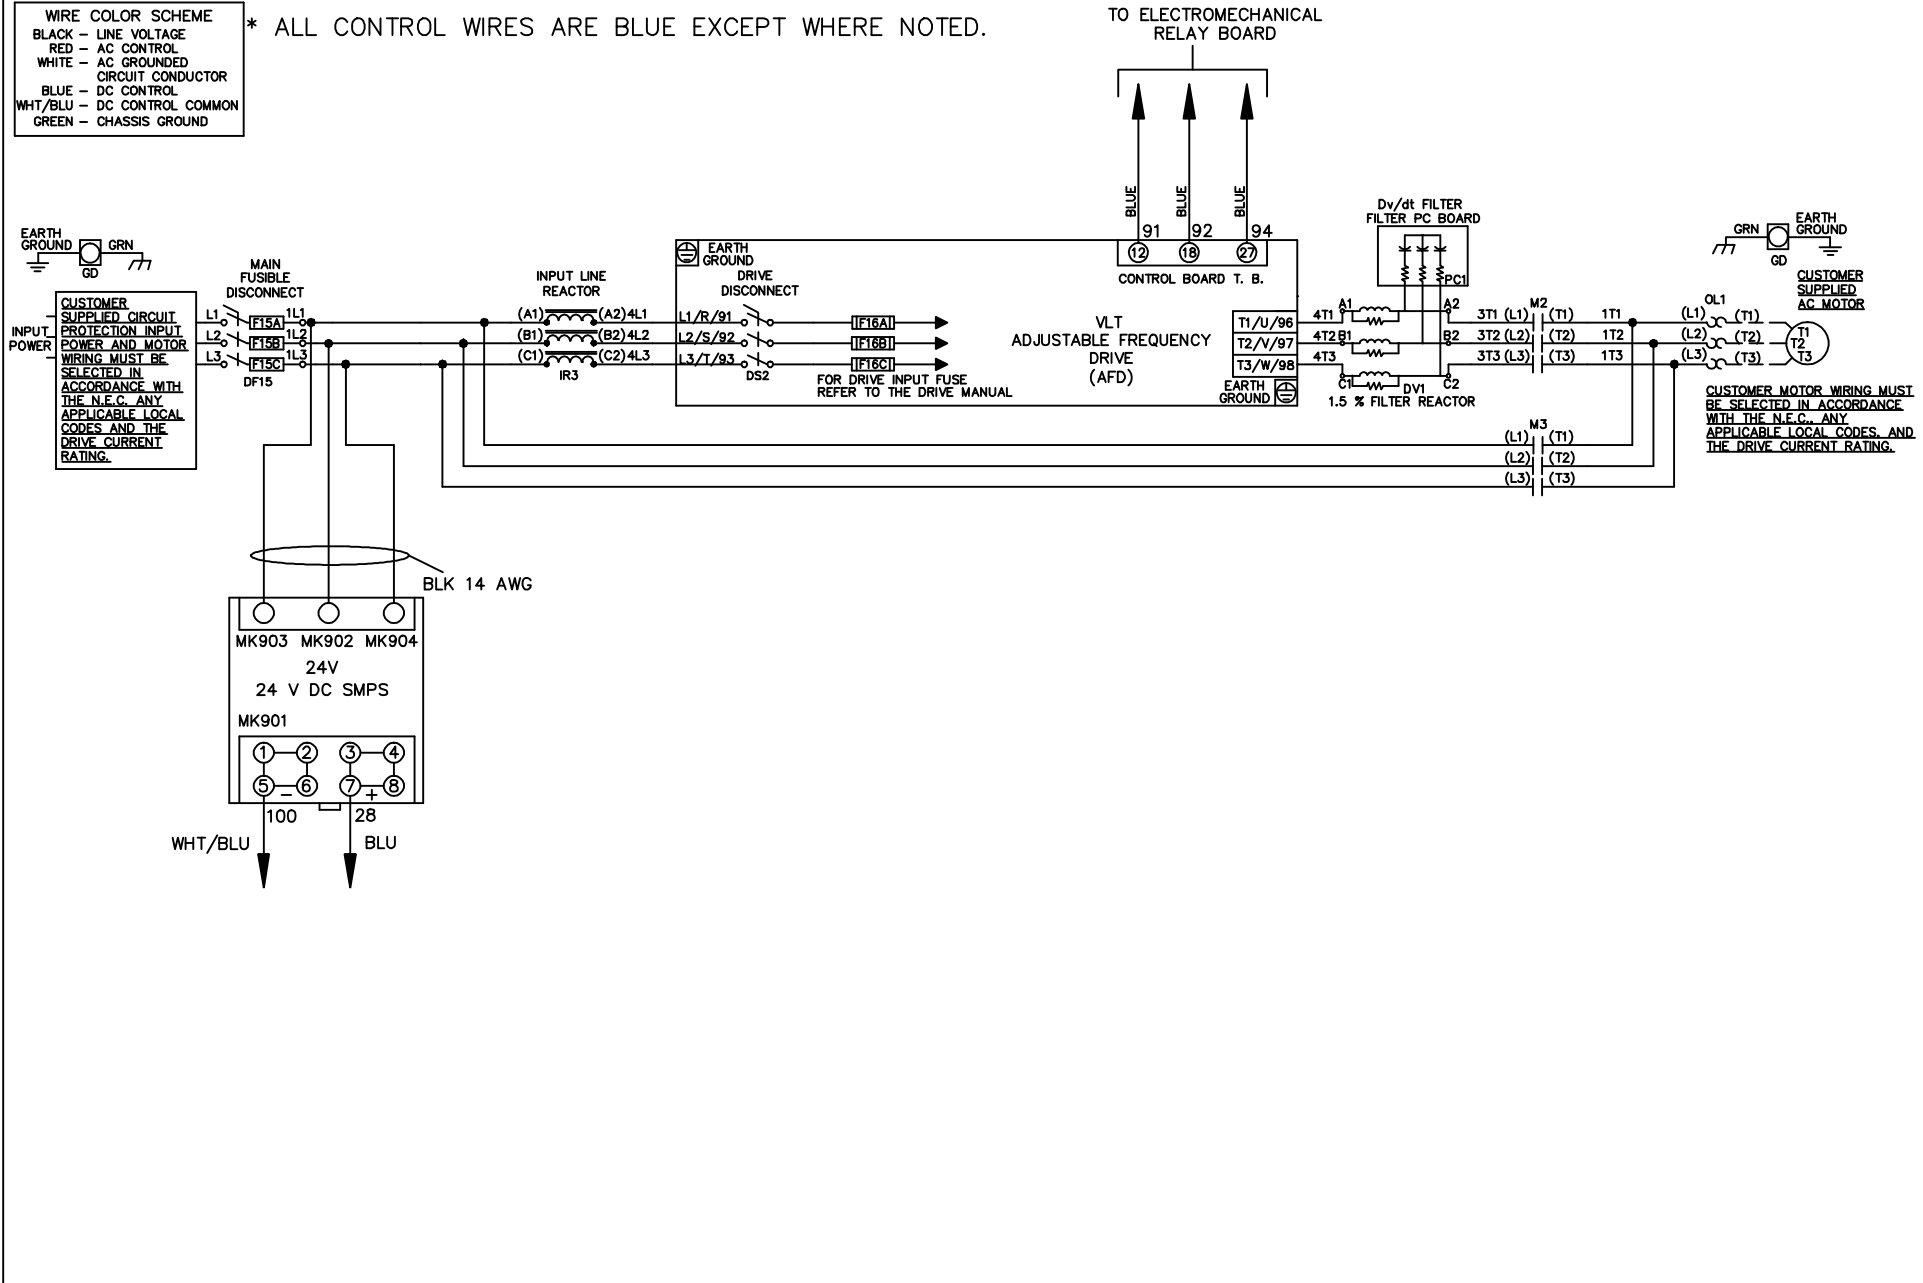 WIRE COLOR SCHEME
BLACK – LINE VOLTAGE
RED – AC CONTROL
WHITE – AC GROUNDED
CIRCUIT CONDUCTOR
BLUE – DC CONTROL
WHT/BLU – DC CONTROL COMMON
GREEN – CHASSIS GROUND
* ALL CONTROL WIRES ARE BLUE EXCEPT WHERE NOTED.
TO ELECTROMECHANICAL
RELAY BOARD
BLUE
BLUE
BLUE
91 92 94
12 18 27
CONTROL BOARD T. B.
EARTH
GROUND
GRN
GD
INPUT
POWER
CUSTOMER
SUPPLIED CIRCUIT
PROTECTION INPUT
POWER AND MOTOR
WIRING MUST BE
SELECTED IN
ACCORDANCE WITH
THE N.E.C. ANY
APPLICABLE LOCAL
CODES AND THE
DRIVE CURRENT
RATING.
MAIN
FUSIBLE
DISCONNECT
L1 F15A 1L1
L2 F15B 1L2
L3 F15C 1L3
DF15
INPUT LINE
REACTOR
(A1) (A2) 4L1
(B1) (B2) 4L2
(C1) (C2) 4L3
IR3
EARTH
GROUND
DRIVE
DISCONNECT
L1/R/91
L2/S/92
L3/T/93
DS2
F16A
F16B
F16C
FOR DRIVE INPUT FUSE
REFER TO THE DRIVE MANUAL
VLT
ADJUSTABLE FREQUENCY
DRIVE
(AFD)
T1/U/96
T2/V/97
T3/W/98
EARTH
GROUND
Dv/dt FILTER
FILTER PC BOARD
PC1
4T1 A1 A2
4T2 B1 B2
4T3 C1 C2
DV1
1.5 % FILTER REACTOR
M2
3T1 (L1) (T1) 1T1
3T2 (L2) (T2) 1T2
3T3 (L3) (T3) 1T3
M3
(L1) (T1)
(L2) (T2)
(L3) (T3)
OL1
(L1) (T1)
(L2) (T2)
(L3) (T3)
T1
T2
T3
GRN
EARTH
GROUND
GD
CUSTOMER
SUPPLIED
AC MOTOR
CUSTOMER MOTOR WIRING MUST
BE SELECTED IN ACCORDANCE
WITH THE N.E.C.. ANY
APPLICABLE LOCAL CODES, AND
THE DRIVE CURRENT RATING.
BLK 14 AWG
MK903 MK902 MK904
24V
24 V DC SMPS
MK901
1 2 3 4
5 – 6 7 + 8
100 28
WHT/BLU BLU